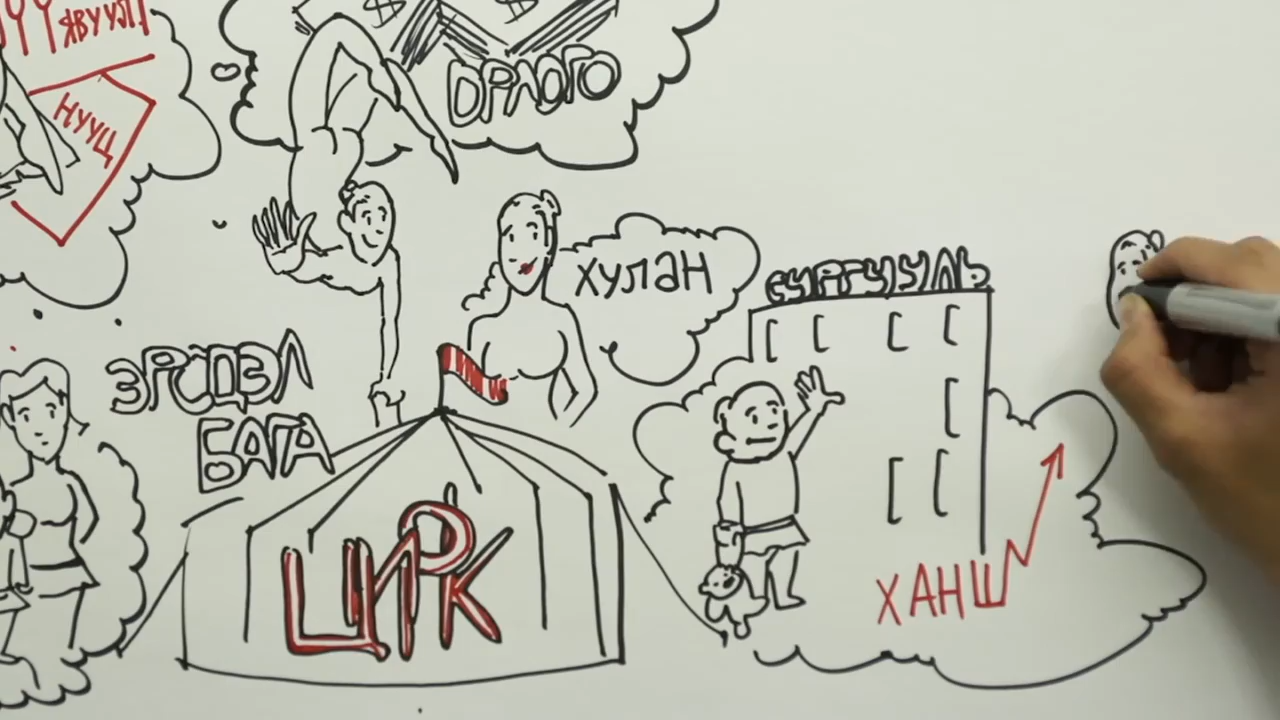 ЯВУУЛ
НУУЦ
ОРЛОГО
ХУЛАН
СУРГУУЛЬ
ЭРСДЭЛ
БАГА
ЦИРК
ХАНШ